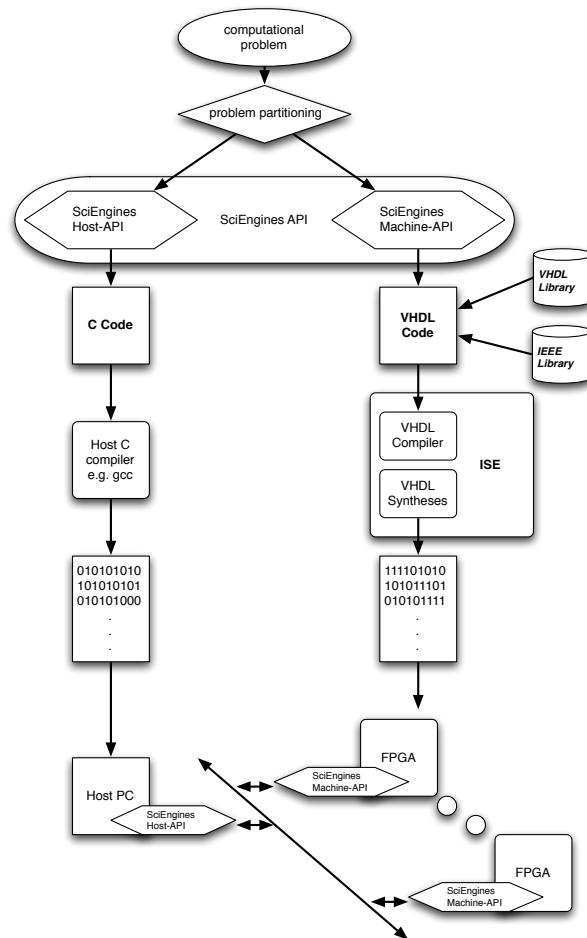 computational
problem
problem partitioning
SciEngines
Host-API
SciEngines API
SciEngines
Machine-API
C Code
VHDL
Code
VHDL
Library
IEEE
Library
Host C
compiler
e.g. gcc
VHDL
Compiler
ISE
VHDL
Syntheses
010101010
101010101
010101000
.
.
.
111101010
101011101
010101111
.
.
.
FPGA
SciEngines
Machine-API
Host PC
SciEngines
Host-API
FPGA
SciEngines
Machine-API